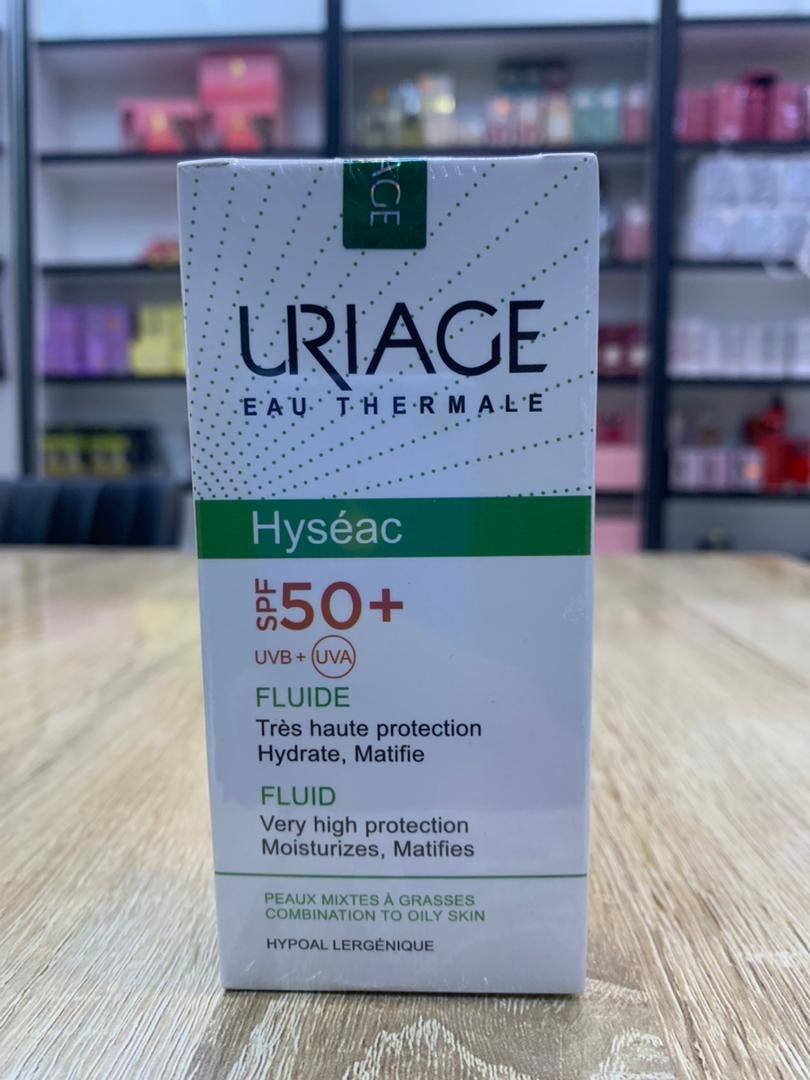 AGE
URIAGE
EAU THERMALE
Hyséac
SPF 50+
UVB + UVA
FLUIDE
Très haute protection
Hydrate, Matifie
FLUID
Very high protection
Moisturizes, Matifies
PEAUX MIXTES À GRASSES
COMBINATION TO OILY SKIN
HYPOAL LERGÉNIQUE